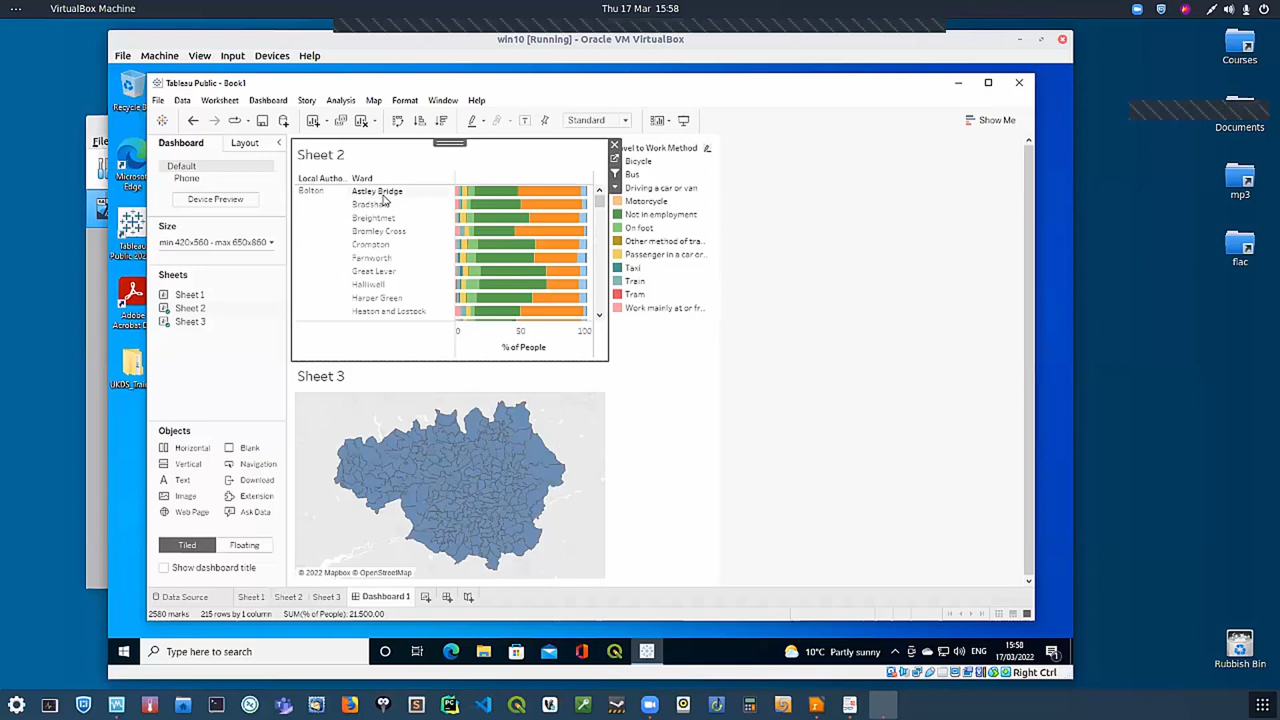 VirtualBox Machine
Thu 17 Mar 15:58
win10 [Running] - Oracle VM VirtualBox
File Machine View Input Devices Help
Courses
Documents
mp3
flac
Rubbish Bin
Recycle B
Microsoft
Edge
Tableau
Public 202
Adobe
Acrobat D
UKDS_Trai
Tableau Public - Book1
File Data Worksheet Dashboard Story Analysis Map Format Window Help
Standard
Show Me
Dashboard
Layout
Default
Phone
Device Preview
Size
min 420x560 - max 650x860
Sheets
Sheet 1
Sheet 2
Sheet 3
Objects
Horizontal Blank
Vertical Navigation
Text Download
Image Extension
Web Page Ask Data
Tiled Floating
Show dashboard title
Sheet 2
Local Autho.. Ward
Bolton Astley Bridge
Bradshaw
Breightmet
Bromley Cross
Crompton
Farnworth
Great Lever
Halliwell
Harper Green
Heaton and Lostock
0 50 100
% of People
vel to Work Method
Bicycle
Bus
Driving a car or van
Motorcycle
Not in employment
On foot
Other method of tra..
Passenger in a car or..
Taxi
Train
Tram
Work mainly at or fr..
Sheet 3
© 2022 Mapbox © OpenStreetMap
Data Source Sheet 1 Sheet 2 Sheet 3 Dashboard 1
2580 marks 215 rows by 1 column SUM(% of People): 21,500.00
Type here to search
10°C Partly sunny
ENG
15:58
17/03/2022
Right Ctrl